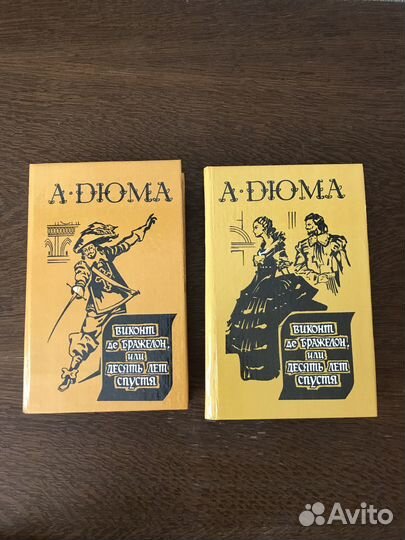 А·ДЮМА
ВИКОНТ
де БРАЖЕЛОН,
ИЛИ
ДЕСЯТЬ ЛЕТ
СПУСТЯ
А·ДЮМА
ВИКОНТ
де БРАЖЕЛОН,
ИЛИ
ДЕСЯТЬ ЛЕТ
СПУСТЯ
Avito